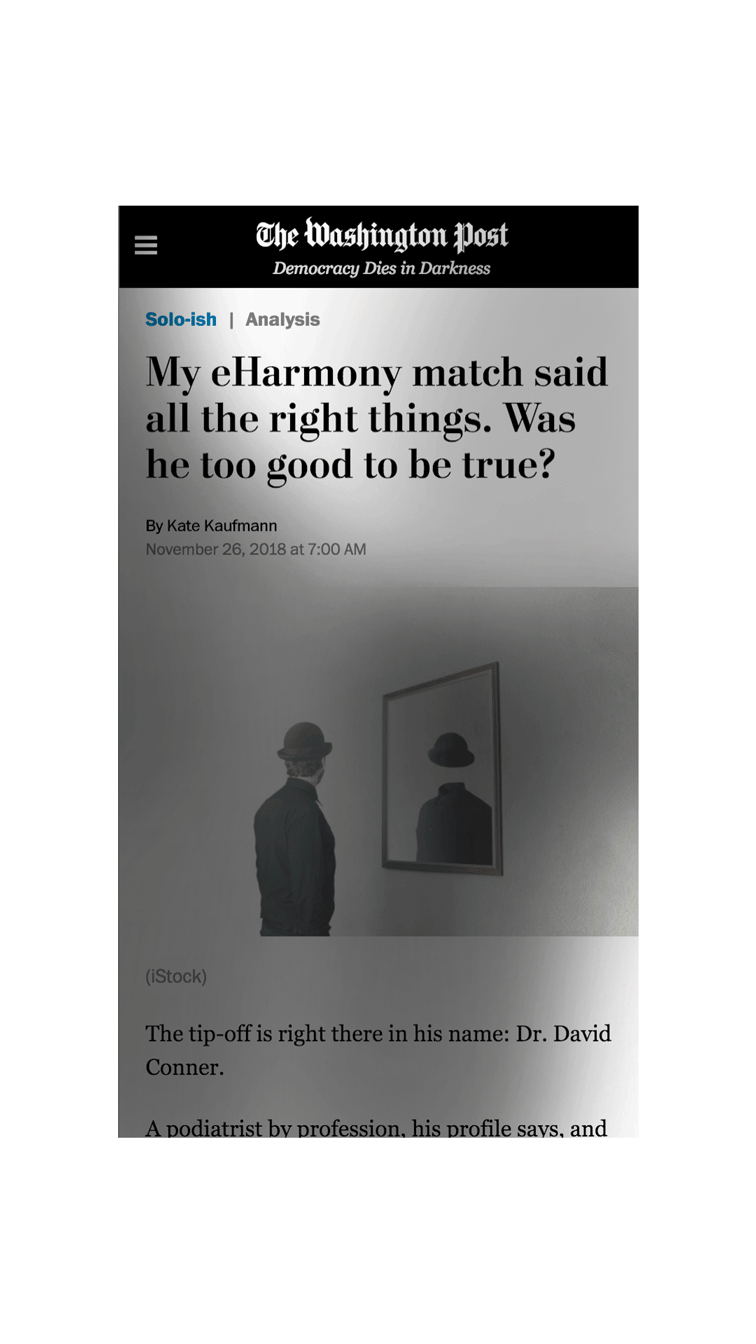 The Washington Post
Democracy Dies in Darkness
Solo-ish | Analysis
My eHarmony match said
all the right things. Was
he too good to be true?
By Kate Kaufmann
November 26, 2018 at 7:00 AM
(iStock)
The tip-off is right there in his name: Dr. David
Conner.
A podiatrist by profession, his profile says, and